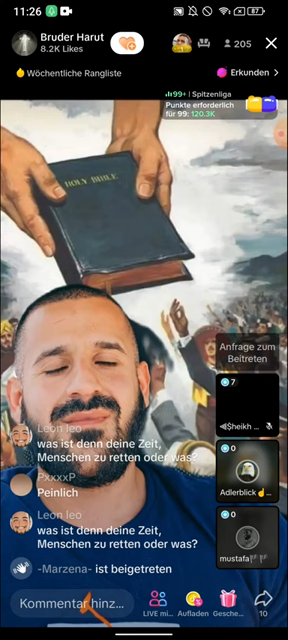 11:26
87
Bruder Harut
8.2K Likes
205
Wöchentliche Rangliste
Erkunden >
99+ | Spitzenliga
Punkte erforderlich
für 99: 120.3K
HOLY BIBLE
Anfrage zum
Beitreten
7
Sheikh ...
0
Adlerblick
0
mustafa
Leon leo
was ist denn deine Zeit,
Menschen zu retten oder was?
PxxxxP
Peinlich
Leon leo
was ist denn deine Zeit,
Menschen zu retten oder was?
-Marzena- ist beigetreten
Kommentar hinz...
LIVE mi...
Aufladen
Gesche...
10